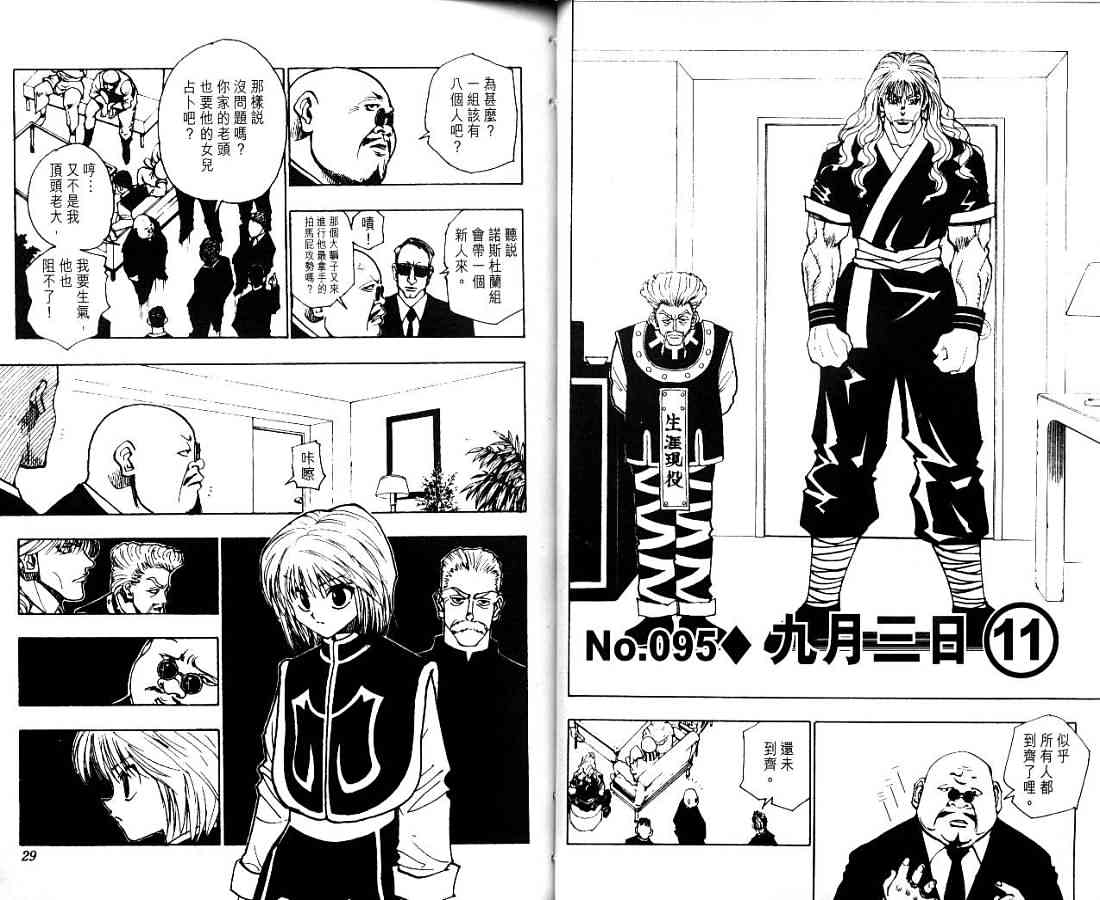 生涯現役
No.095◆九月三日⑪
似乎
所有人都
到齊了哩。
還未
到齊。
為甚麼？
一組該有
八個人吧？
聽說
諾斯杜蘭組
會帶一個
新人來。
嘖！
那個大騙子又來
進行他最拿手的
拍馬屁攻勢嗎？
那樣說
沒問題嗎？
你家的老頭
也要他的女兒
占卜吧？
哼…
又不是我
頂頭老大，
我要生氣，
他也
阻不了！
咔嚓
29